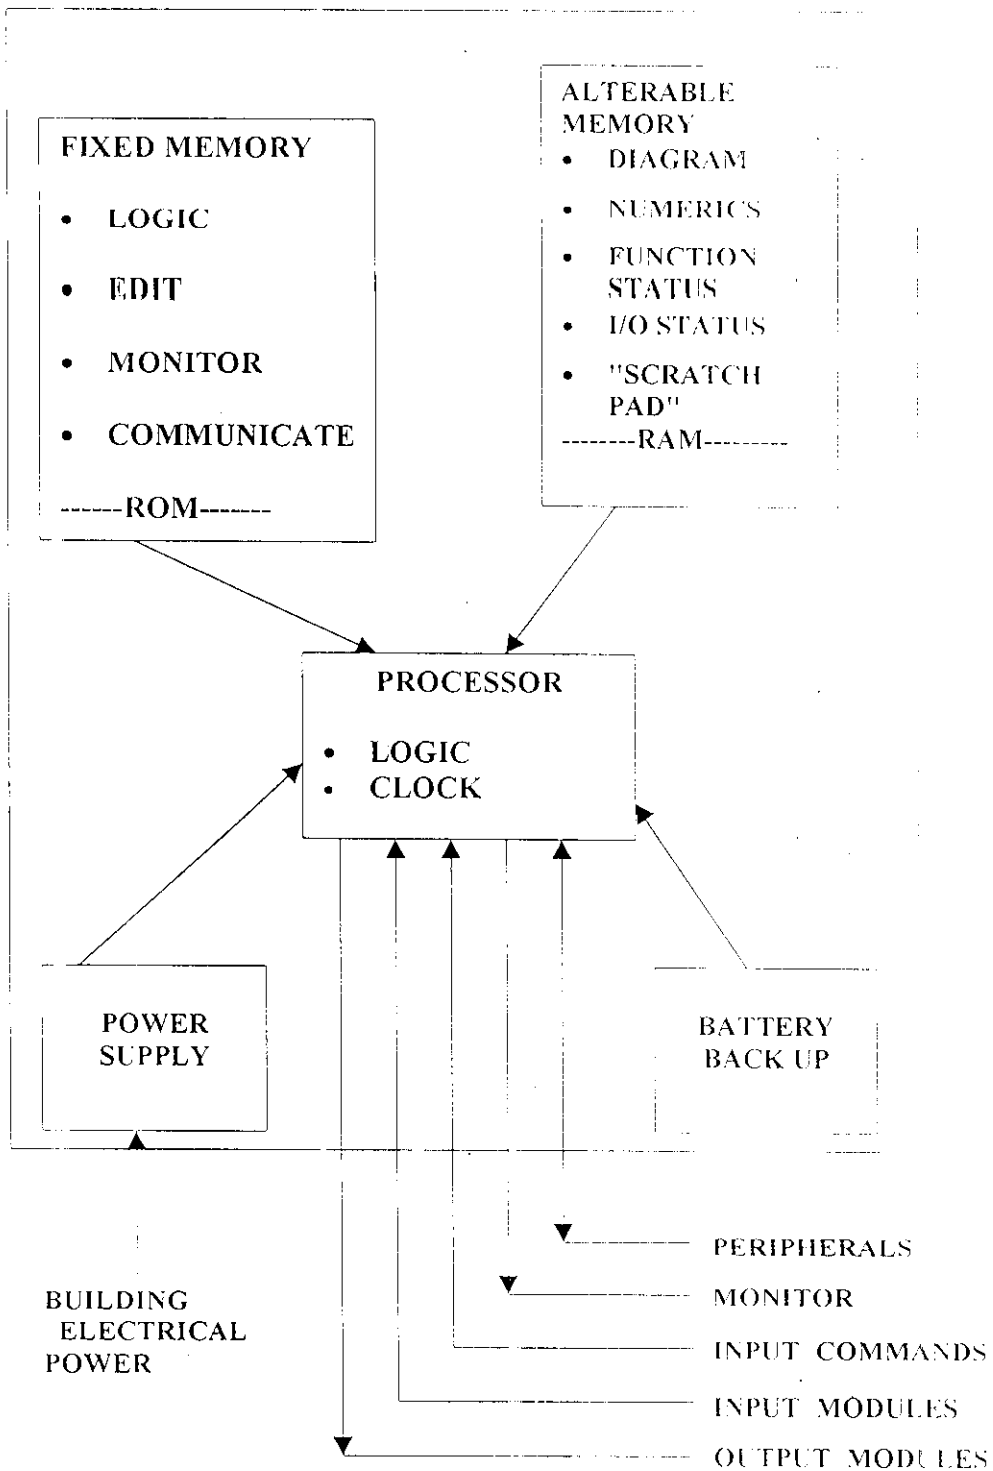 FIXED MEMORY
• LOGIC
• EDIT
• MONITOR
• COMMUNICATE
------ROM-------
ALTERABLE
MEMORY
• DIAGRAM
• NUMERICS
• FUNCTION
STATUS
• I/O STATUS
• "SCRATCH
PAD"
--------RAM---------
PROCESSOR
• LOGIC
• CLOCK
POWER
SUPPLY
BATTERY
BACK UP
BUILDING
ELECTRICAL
POWER
PERIPHERALS
MONITOR
INPUT COMMANDS
INPUT MODULES
OUTPUT MODULES